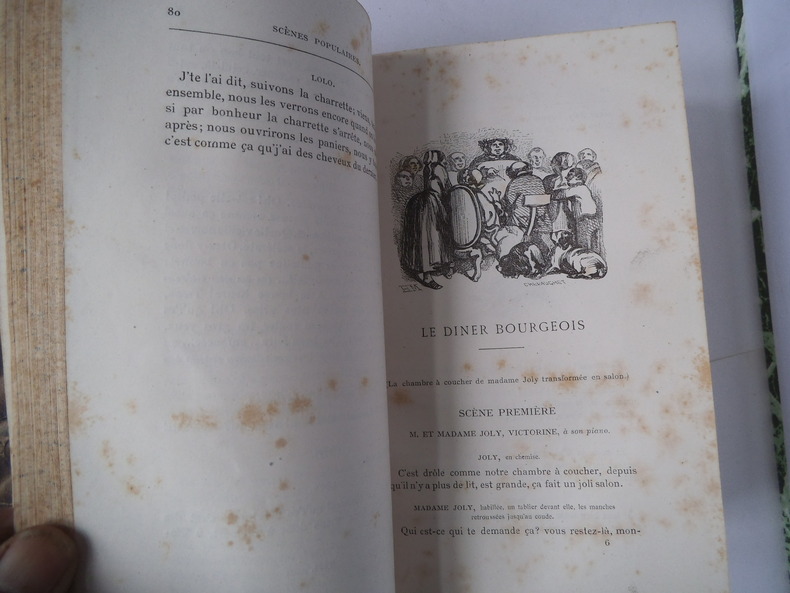 80
SCÈNES POPULAIRES.
LOLO.
J'te l'ai dit, suivons la charrette;
ensemble, nous les verrons encore quand
si par bonheur la charrette s'arrête,
après; nous ouvrirons les paniers, nous y
c'est comme ça qu'j'ai des cheveux du
LE DINER BOURGEOIS
(La chambre à coucher de madame Joly transformée en salon.)
SCÈNE PREMIÈRE
M. ET MADAME JOLY, VICTORINE, à son piano.
JOLY, en chemise.
C'est drôle comme notre chambre à coucher, depuis
qu'il n'y a plus de lit, est grande, ça fait un joli salon.
MADAME JOLY, habillée, un tablier devant elle, les manches
retroussées jusqu'au coude.
Qui est-ce qui te demande ça? vous restez-là, mon-
6